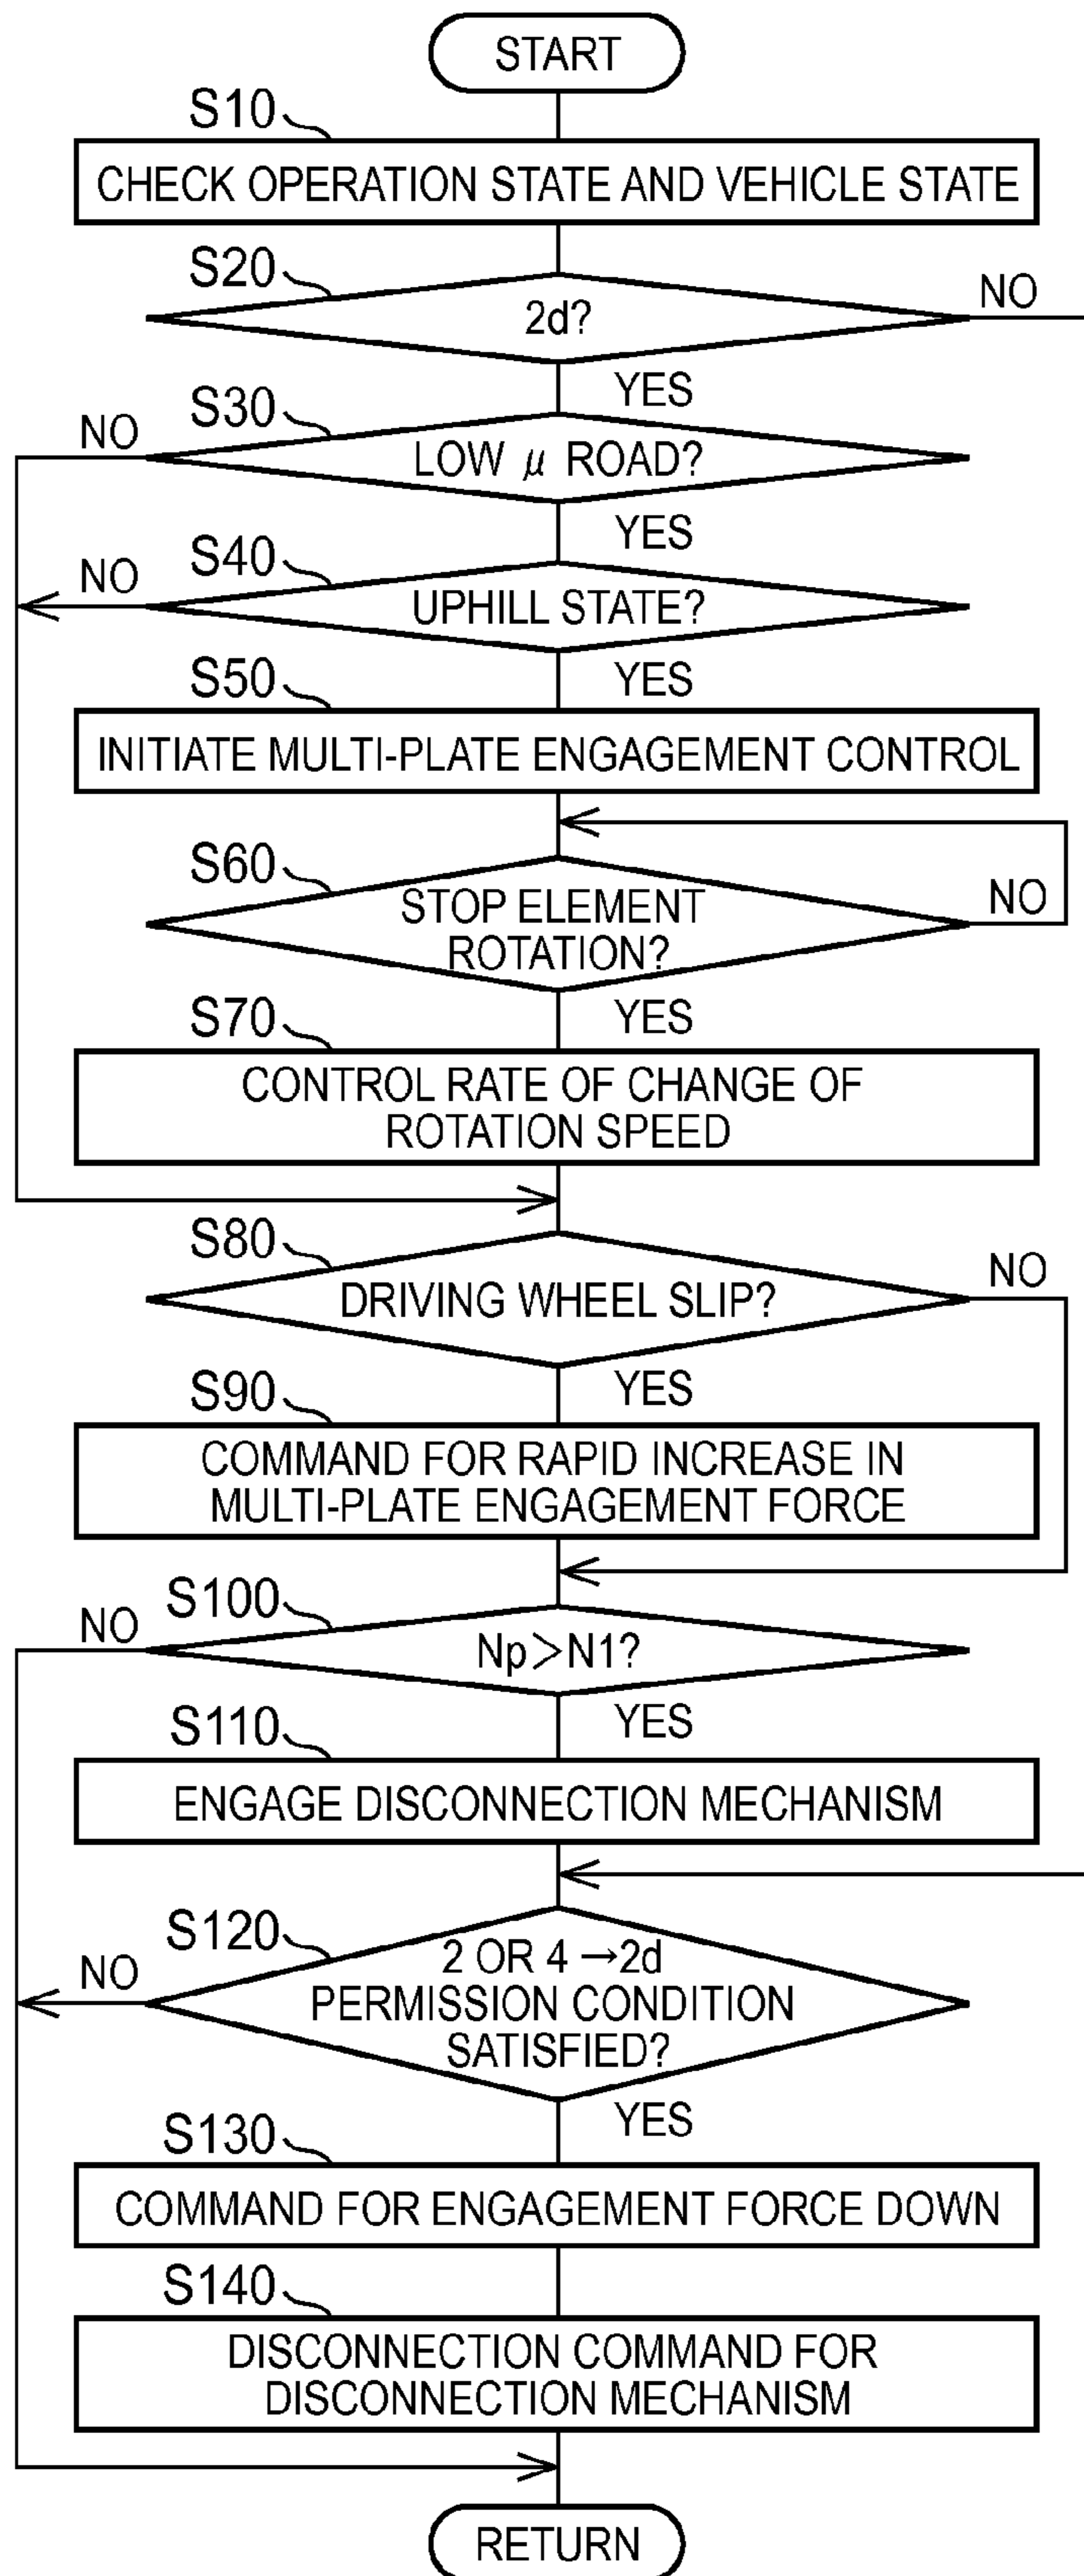 START
S10
CHECK OPERATION STATE AND VEHICLE STATE
S20
2d?
NO
YES
S30
NO
LOW μ ROAD?
YES
S40
NO
UPHILL STATE?
YES
S50
INITIATE MULTI-PLATE ENGAGEMENT CONTROL
S60
STOP ELEMENT
ROTATION?
NO
YES
S70
CONTROL RATE OF CHANGE OF
ROTATION SPEED
S80
DRIVING WHEEL SLIP?
NO
YES
S90
COMMAND FOR RAPID INCREASE IN
MULTI-PLATE ENGAGEMENT FORCE
S100
NO
Np>N1?
YES
S110
ENGAGE DISCONNECTION MECHANISM
S120
NO
2 OR 4 →2d
PERMISSION CONDITION
SATISFIED?
YES
S130
COMMAND FOR ENGAGEMENT FORCE DOWN
S140
DISCONNECTION COMMAND FOR
DISCONNECTION MECHANISM
RETURN